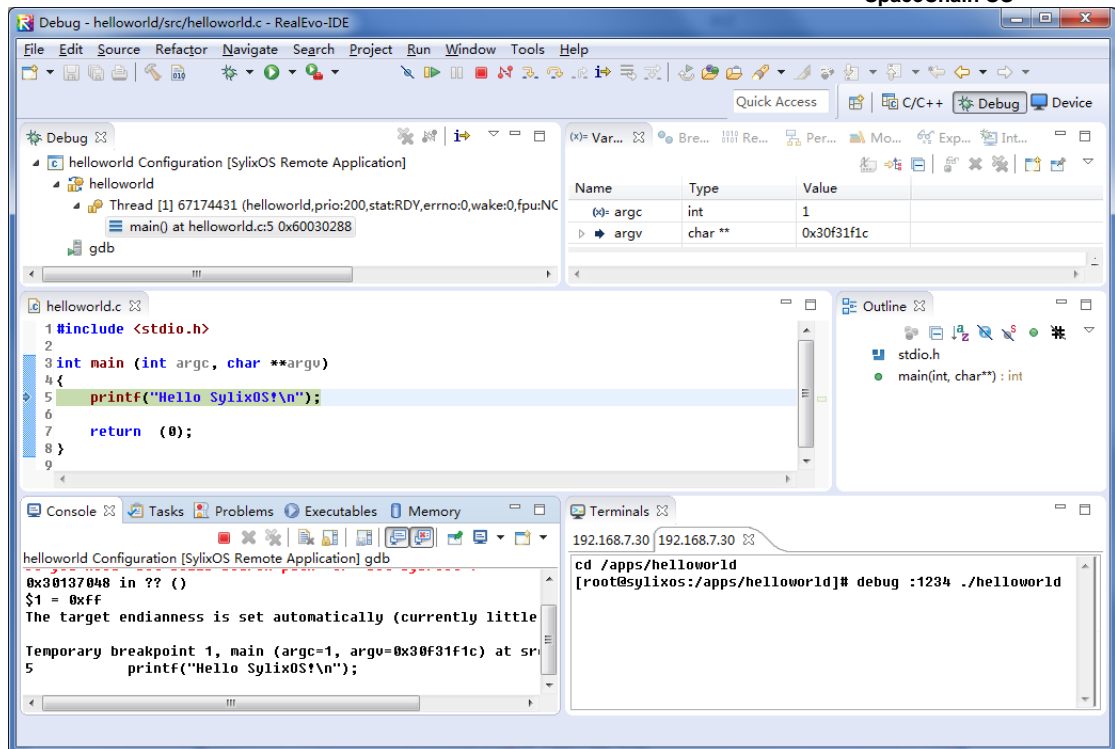 Debug - helloworld/src/helloworld.c - RealEvo-IDE
File Edit Source Refactor Navigate Search Project Run Window Tools Help
Quick Access C/C++ Debug Device
Debug
helloworld Configuration [SylixOS Remote Application]
helloworld
Thread [1] 67174431 (helloworld,prio:200,stat:RDY,errno:0,wake:0,fpu:NO
main() at helloworld.c:5 0x60030288
gdb
(x)= Var... Bre... Re... Per... Mo... Exp... Int...
Name Type Value
(x)= argc int 1
argv char ** 0x30f31f1c
helloworld.c
1 #include <stdio.h>
2
3 int main (int argc, char **argv)
4 {
5 printf("Hello SylixOS!\n");
6
7 return (0);
8 }
9
Outline
stdio.h
main(int, char**) : int
Console Tasks Problems Executables Memory
helloworld Configuration [SylixOS Remote Application] gdb
0x30137048 in ?? ()
$1 = 0xff
The target endianness is set automatically (currently little
Temporary breakpoint 1, main (argc=1, argv=0x30f31f1c) at sr
5 printf("Hello SylixOS!\n");
Terminals
192.168.7.30 192.168.7.30
cd /apps/helloworld
[root@sylixos:/apps/helloworld]# debug :1234 ./helloworld